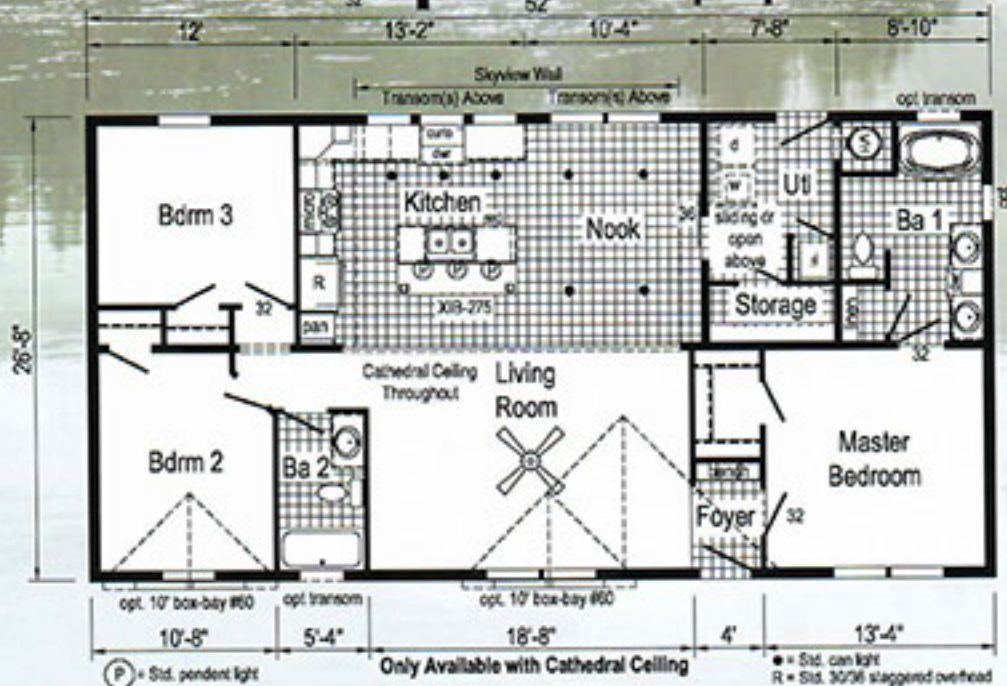 52'
12'
13'-2"
10'-4"
7'-8"
8'-10"
Skyview Wall
Transom(s) Above
Transom(s) Above
opt. transom
26'-8"
Bdrm 3
Kitchen
Nook
36
d
w
Utl
sliding or
open
above
S
Ba 1
micro
R
pan
P P P
XIB-275
Storage
32
32
Cathedral Ceiling
Throughout
Living
Room
Bdrm 2
Ba 2
Master
Bedroom
bench
Foyer
32
opt. 10' box-bay #60
opt. transom
opt. 10' box-bay #60
10'-8"
5'-4"
18'-8"
4'
13'-4"
P = Std. pendent light
Only Available with Cathedral Ceiling
● = Std. can light
R = Std. 30/36 staggered overhead